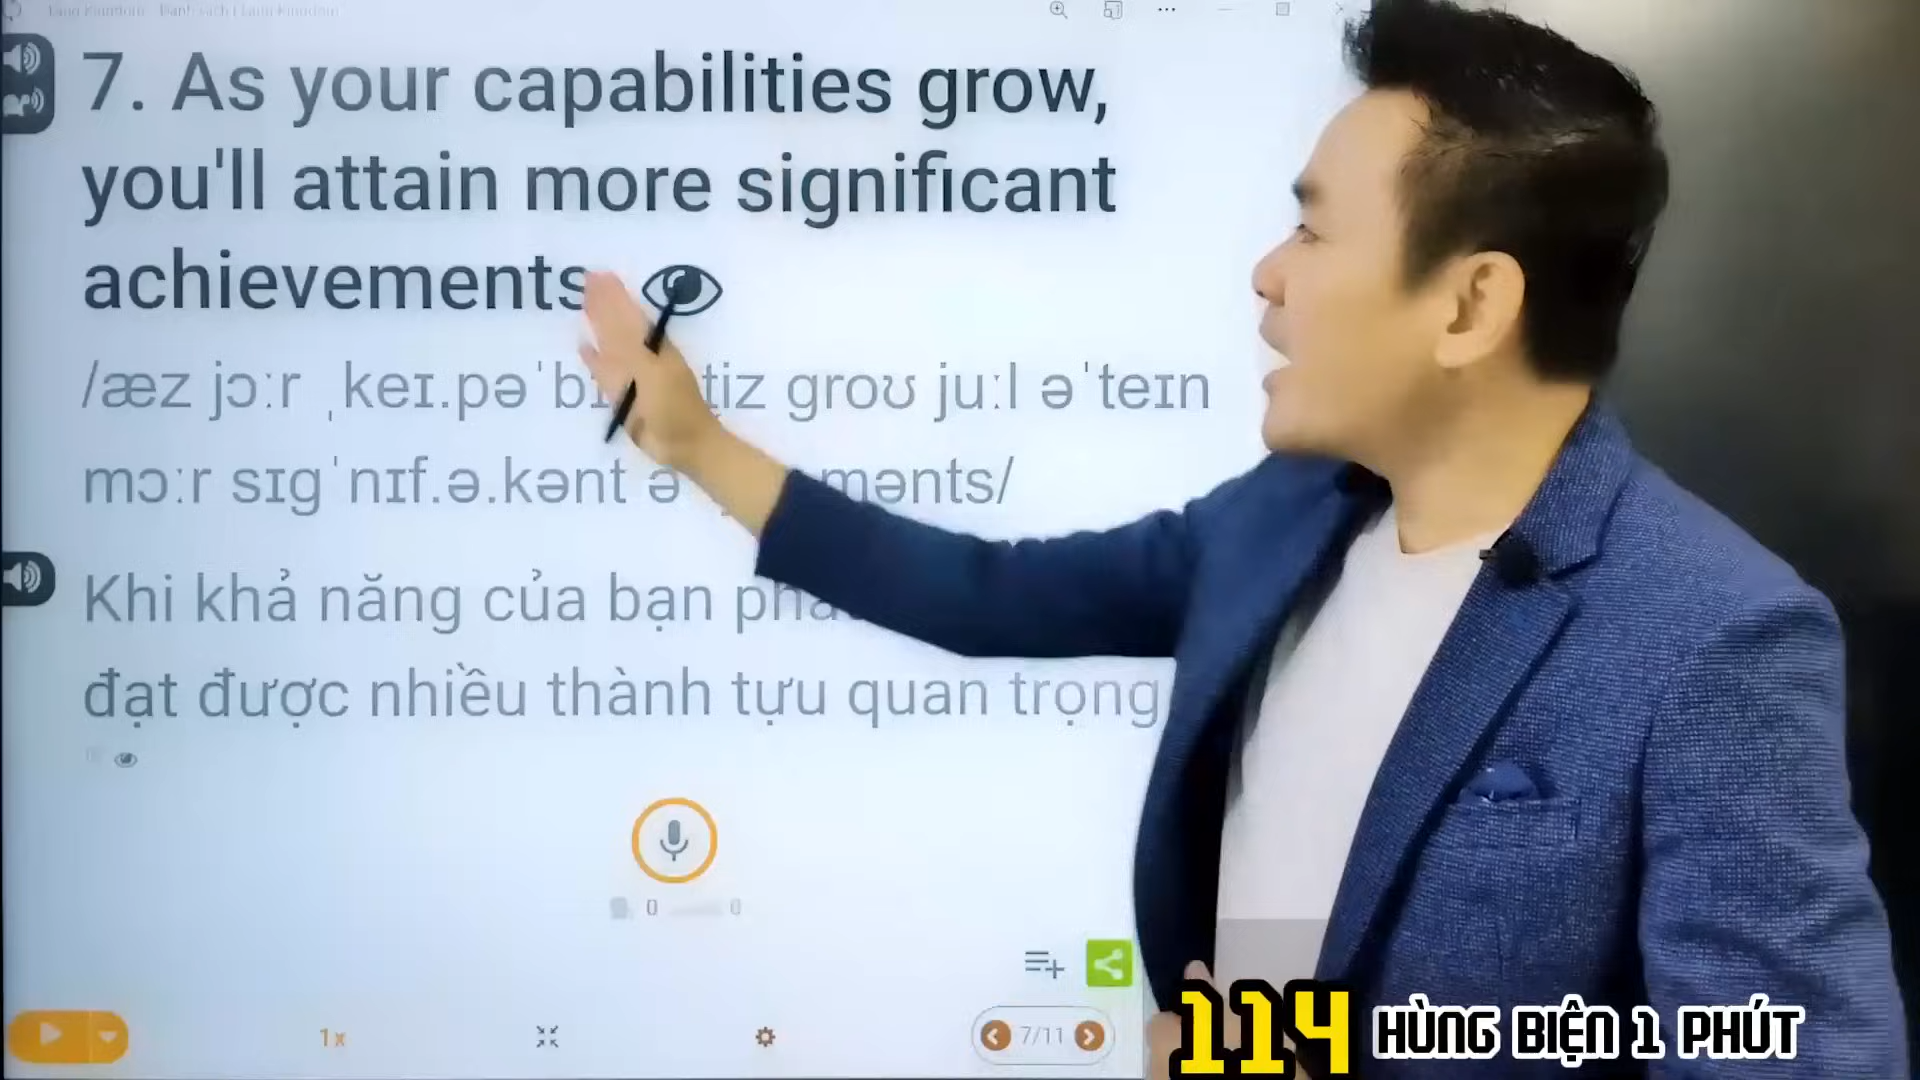 7. As your capabilities grow,
you'll attain more significant
achievements
/æz jɔːr ˌkeɪ.pəˈbɪ tiz groʊ juːl əˈteɪn
mɔːr sɪgˈnɪf.ə.kənt ə mənts/
Khi khả năng của bạn
đạt được nhiều thành tựu quan trọng
0 0
1x
7/11
114 HÙNG BIỆN 1 PHÚT